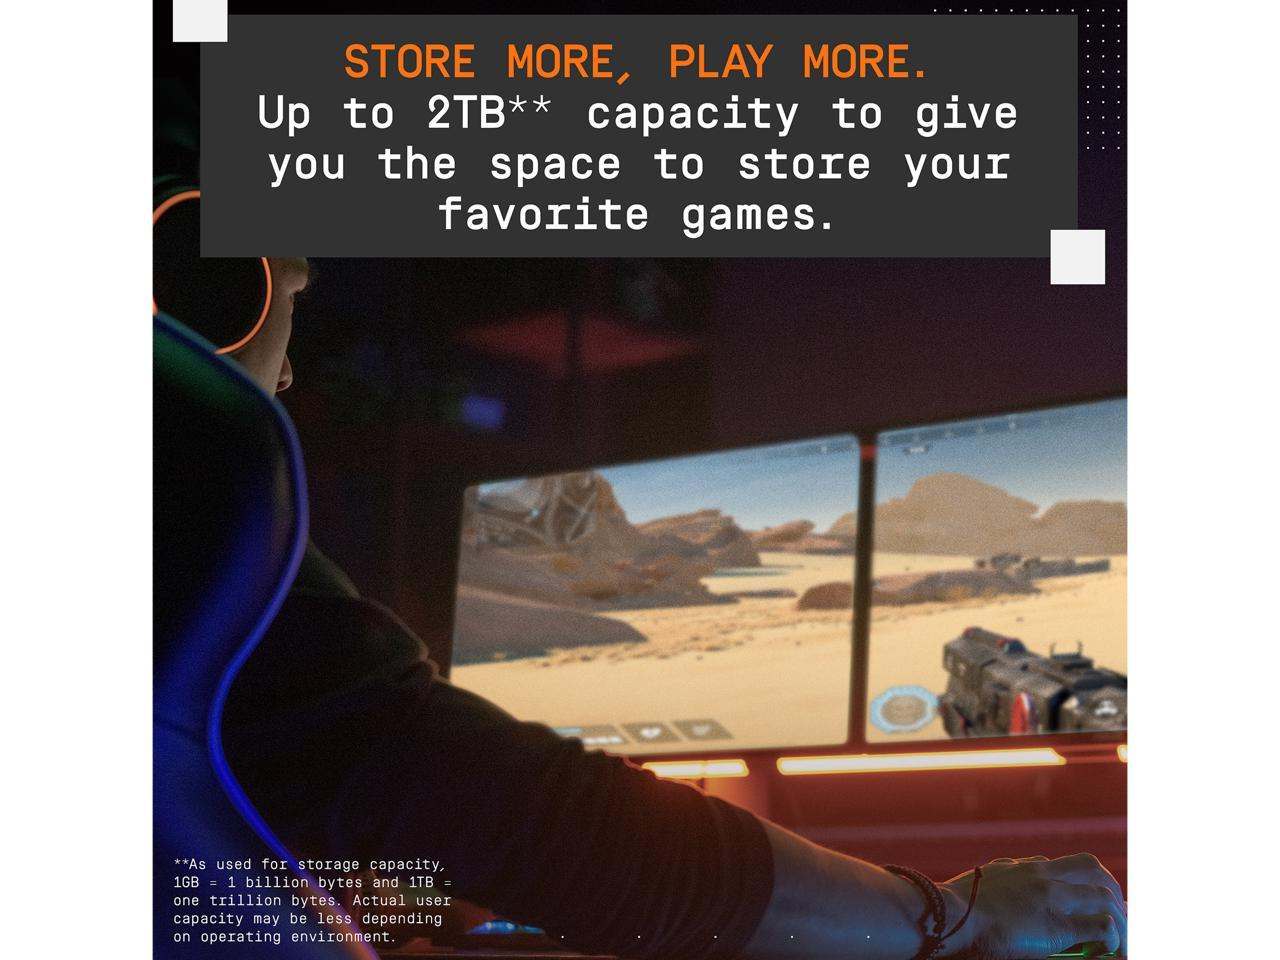 STORE MORE, PLAY MORE.
Up to 2TB** capacity to give
you the space to store your
favorite games.
**As used for storage capacity,
1GB = 1 billion bytes and 1TB =
one trillion bytes. Actual user
capacity may be less depending
on operating environment.